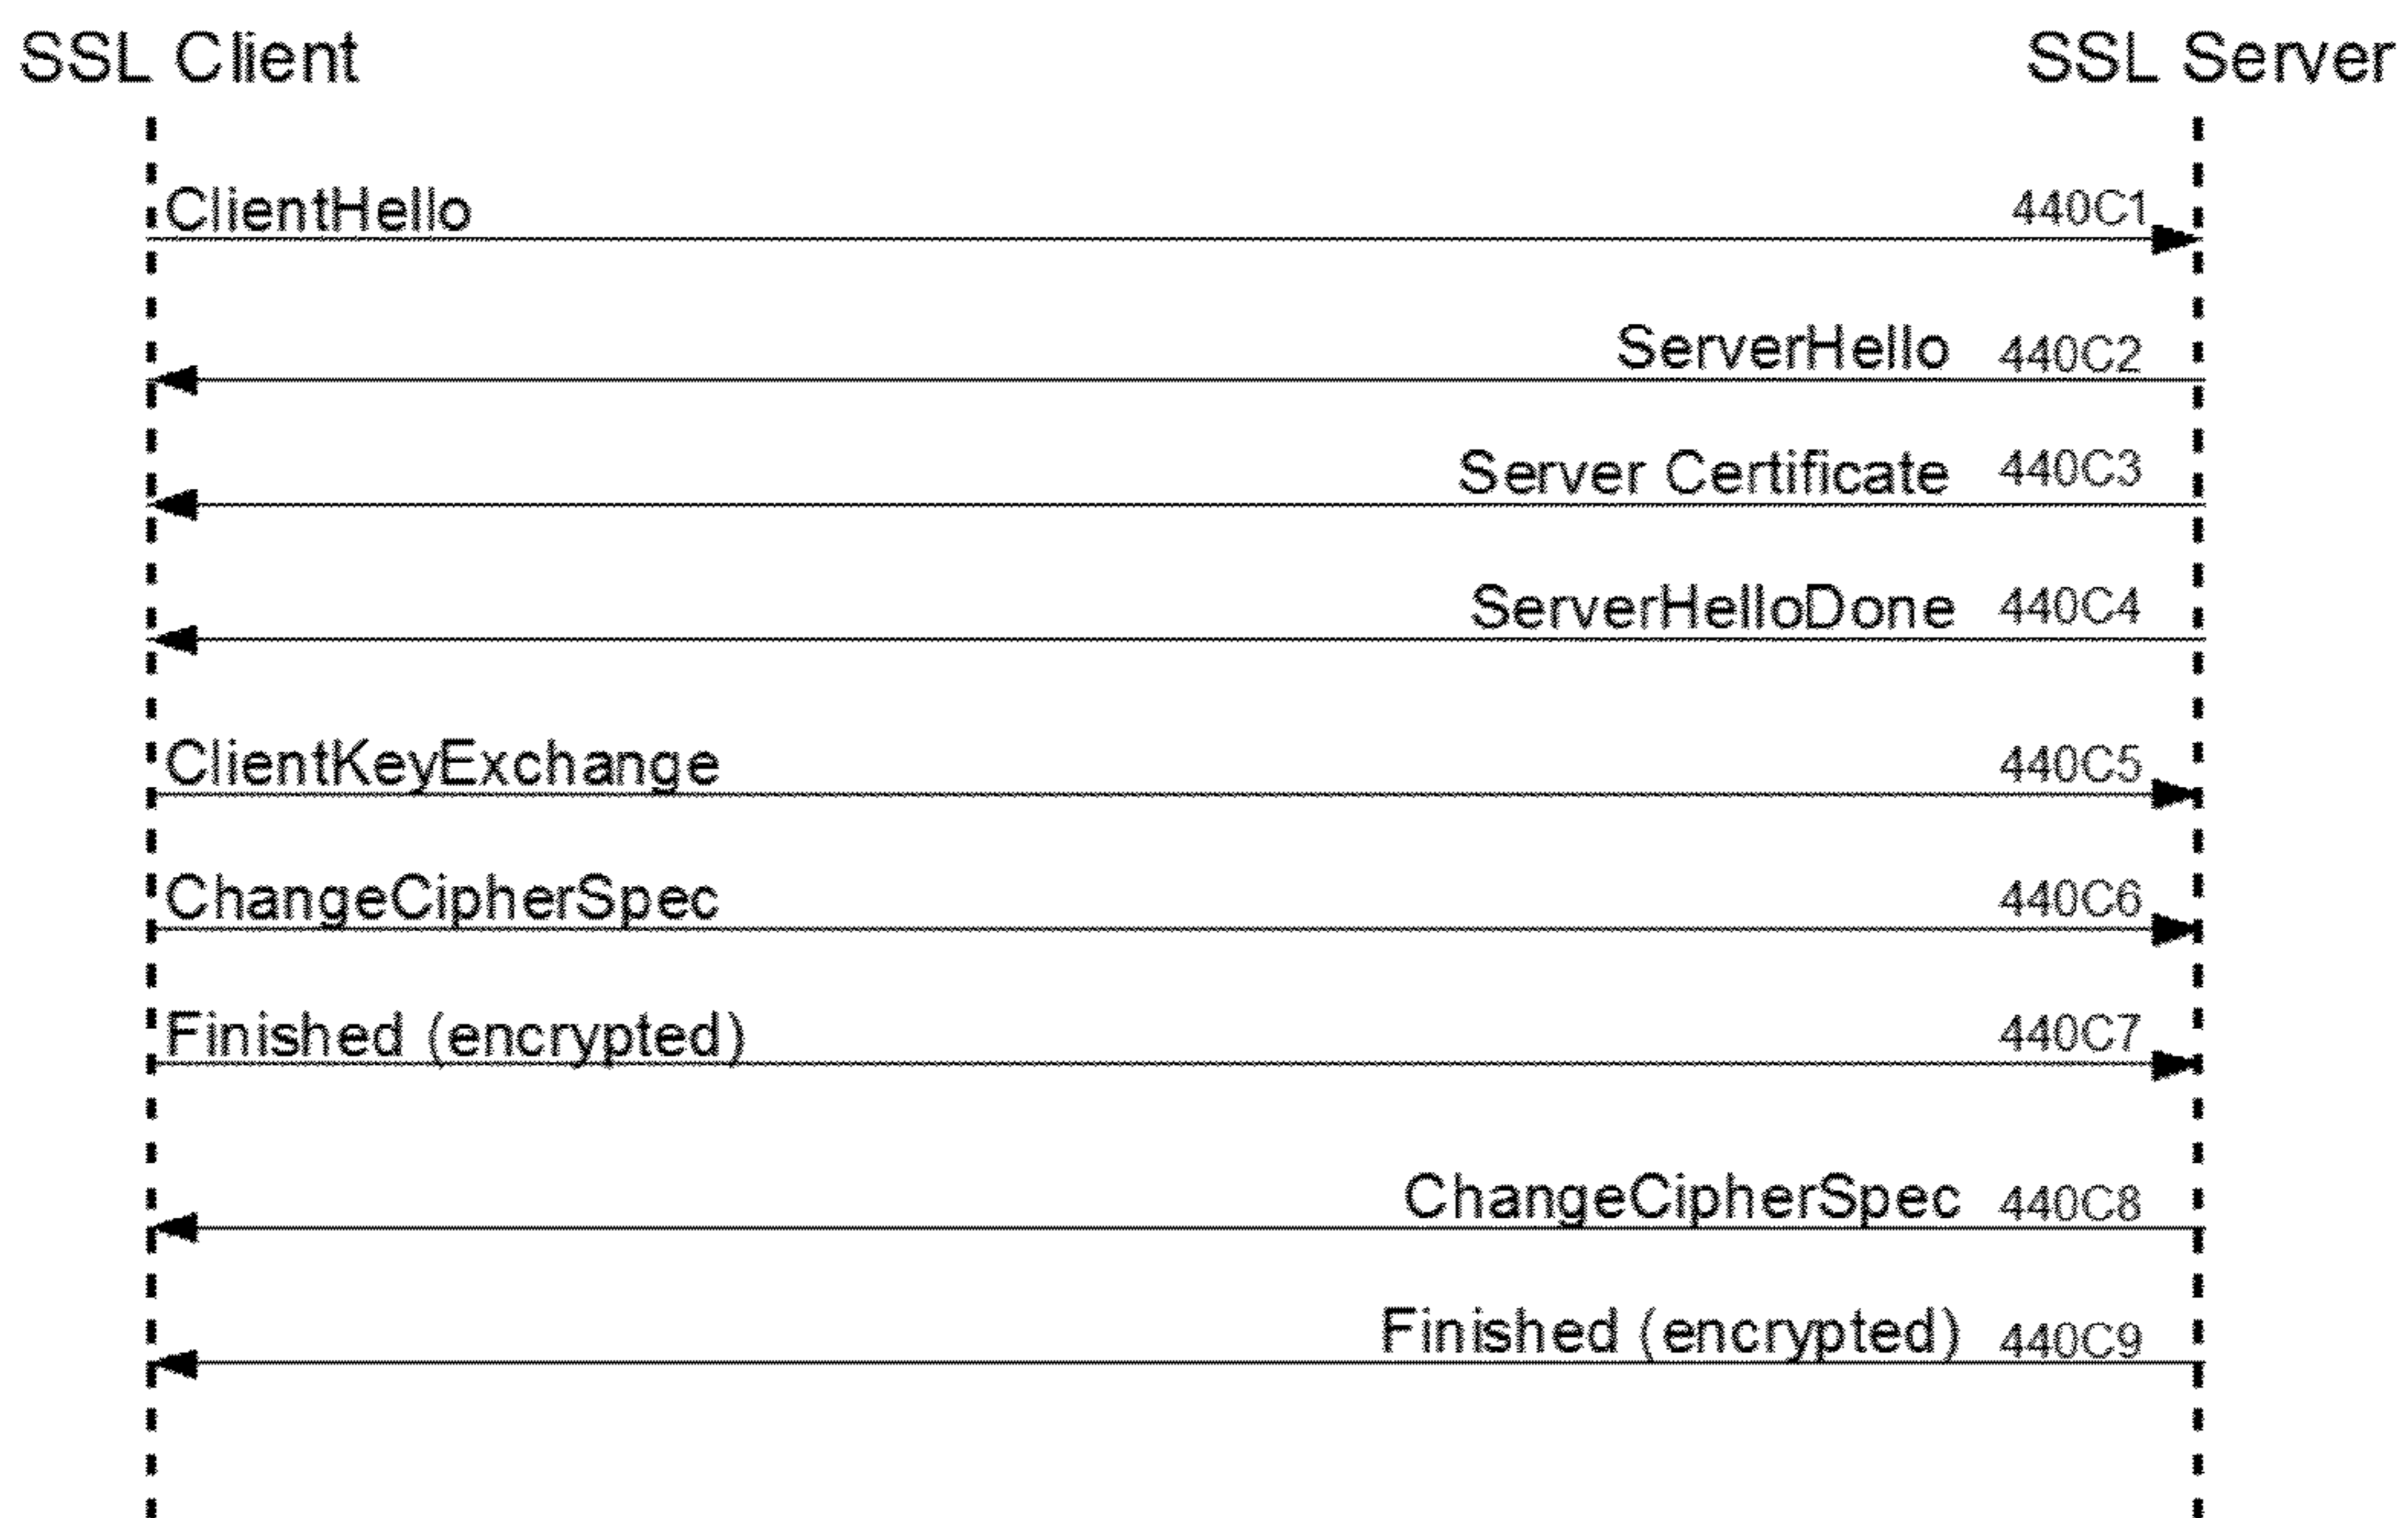 SSL Client SSL Server
ClientHello 440C1
ServerHello 440C2
Server Certificate 440C3
ServerHelloDone 440C4
ClientKeyExchange 440C5
ChangeCipherSpec 440C6
Finished (encrypted) 440C7
ChangeCipherSpec 440C8
Finished (encrypted) 440C9